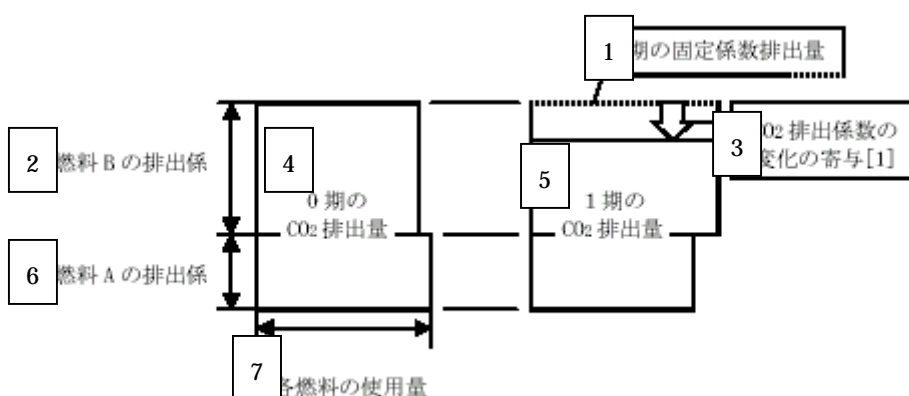 1
期の固定係数排出量
2
燃料 B の排出係
4
3
O2 排出係数の
変化の寄与[1]
5
0 期の
CO2 排出量
1 期の
CO2 排出量
6
燃料 A の排出係
7
各燃料の使用量